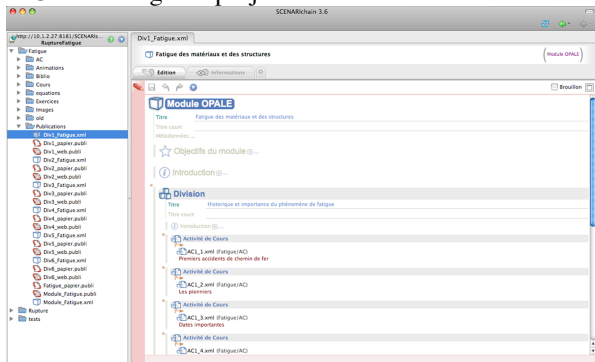 SCENARIchain 3.6
http://10.1.2.27:8181/SCENARIs...
RuptureFatigue
Fatigue
AC
Animations
Biblio
Cours
equations
Exercices
Images
old
Publications
Div1_Fatigue.xml
Div1_papier.publi
Div1_web.publi
Div2_Fatigue.xml
Div2_papier.publi
Div2_web.publi
Div3_Fatigue.xml
Div3_papier.publi
Div3_web.publi
Div4_Fatigue.xml
Div4_papier.publi
Div4_web.publi
Div5_Fatigue.xml
Div5_papier.publi
Div5_web.publi
Div6_Fatigue.xml
Div6_papier.publi
Div6_web.publi
Fatigue_papier.publi
Module_Fatigue.publi
Module_Fatigue.xml
Rupture
tests
Div1_Fatigue.xml
Fatigue des matériaux et des structures
(Module OPALE)
Edition
Informations
Brouillon
Module OPALE
Titre Fatigue des matériaux et des structures
Titre court
Métadonnées ...
Objectifs du module ...
Introduction ...
Division
Titre Historique et importance du phénomène de fatigue
Titre court
Introduction ...
Activité de Cours
AC1_1.xml (Fatigue/AC)
Premiers accidents de chemin de fer
Activité de Cours
AC1_2.xml (Fatigue/AC)
Les pionniers
Activité de Cours
AC1_3.xml (Fatigue/AC)
Dates importantes
Activité de Cours
AC1_4.xml (Fatigue/AC)